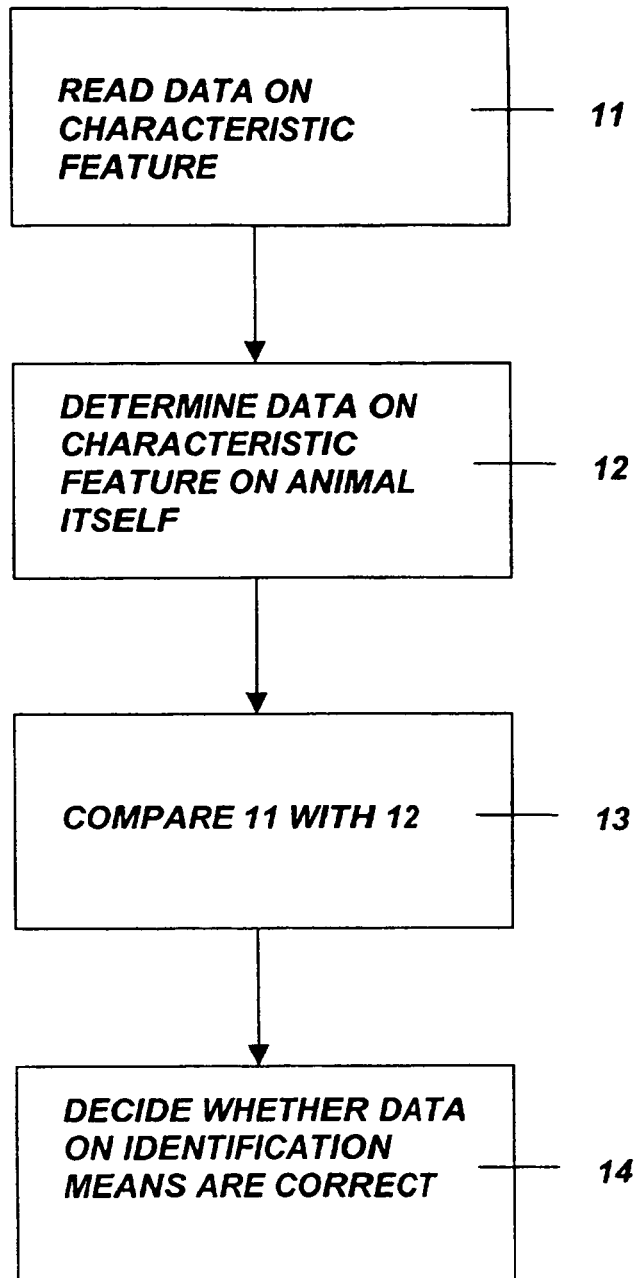 READ DATA ON
CHARACTERISTIC
FEATURE
11
DETERMINE DATA ON
CHARACTERISTIC
FEATURE ON ANIMAL
ITSELF
12
COMPARE 11 WITH 12
13
DECIDE WHETHER DATA
ON IDENTIFICATION
MEANS ARE CORRECT
14